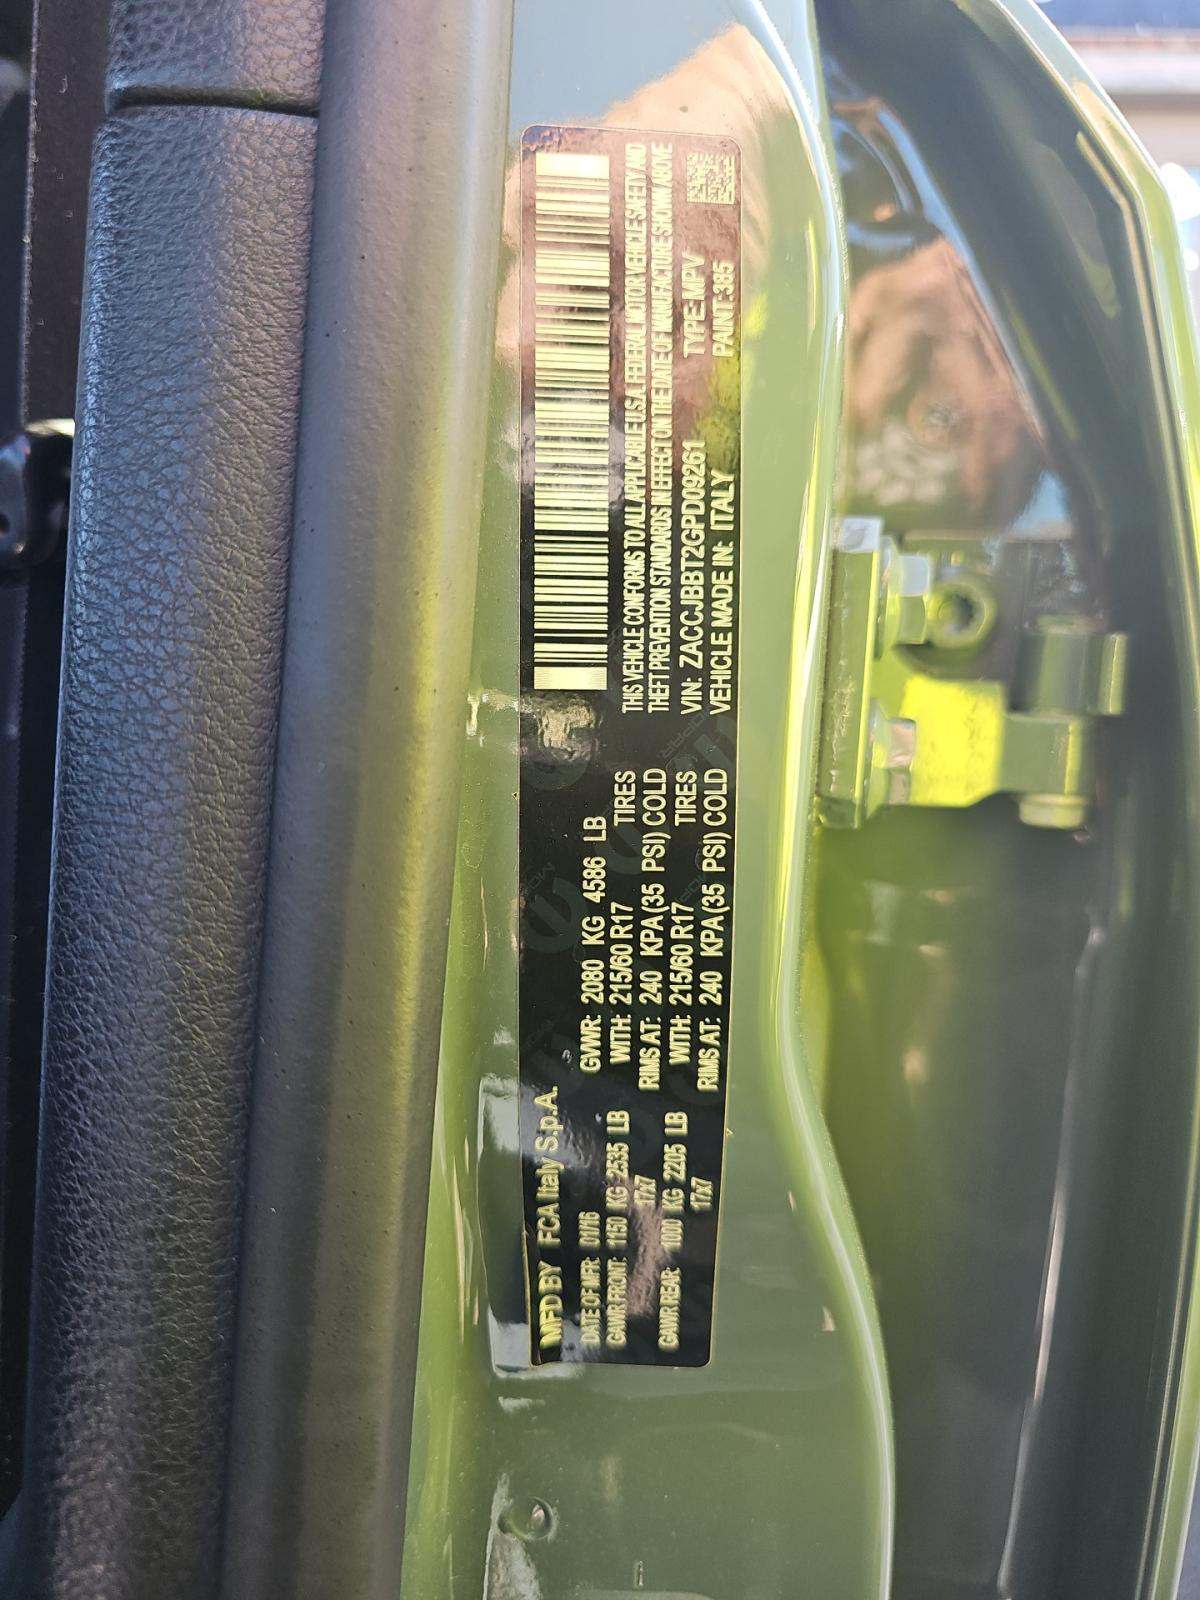 MFD BY FCA Italy S.p.A.
DATE OF MFR: 01/16 GVWR: 2080 KG 4586 LB
GAWR FRONT: 1150 KG 2535 LB WITH: 215/60 R17 TIRES
17x7 RIMS AT: 240 KPA(35 PSI) COLD
GAWR REAR: 1000 KG 2205 LB WITH: 215/60 R17 TIRES
17x7 RIMS AT: 240 KPA(35 PSI) COLD
THIS VEHICLE CONFORMS TO ALL APPLICABLE U.S.A. FEDERAL MOTOR VEHICLE SAFETY AND
THEFT PREVENTION STANDARDS IN EFFECT ON THE DATE OF MANUFACTURE SHOWN ABOVE
VIN: ZACCJBBT2GPD09261 TYPE: MPV
VEHICLE MADE IN: ITALY PAINT: 385